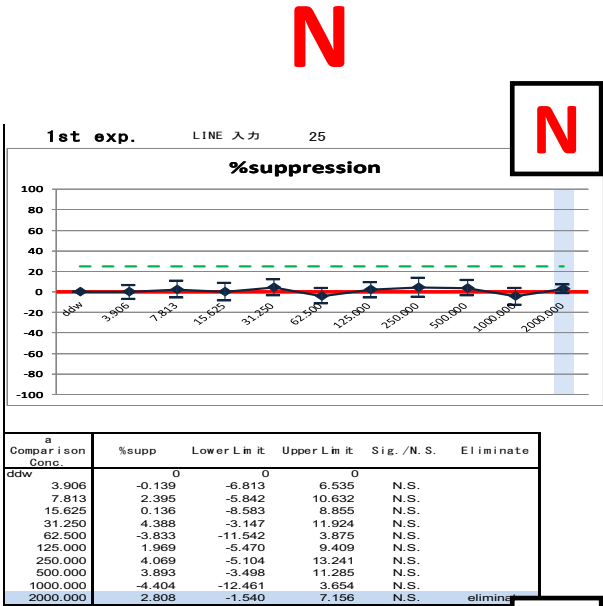 N
N
1st exp. LINE 入力 25
%suppression
100
80
60
40
20
0
-20
-40
-60
-80
-100
ddw 3.906 7.813 15.625 31.250 62.500 125.000 250.000 500.000 1000.000 2000.000
a
Comparison Conc. %supp LowerLimit UpperLimit Sig./N.S. Eliminate
ddw 0 0 0
3.906 -0.139 -6.813 6.535 N.S.
7.813 2.395 -5.842 10.632 N.S.
15.625 0.136 -8.583 8.855 N.S.
31.250 4.388 -3.147 11.924 N.S.
62.500 -3.833 -11.542 3.875 N.S.
125.000 1.969 -5.470 9.409 N.S.
250.000 4.069 -5.104 13.241 N.S.
500.000 3.893 -3.498 11.285 N.S.
1000.000 -4.404 -12.461 3.654 N.S.
2000.000 2.808 -1.540 7.156 N.S.